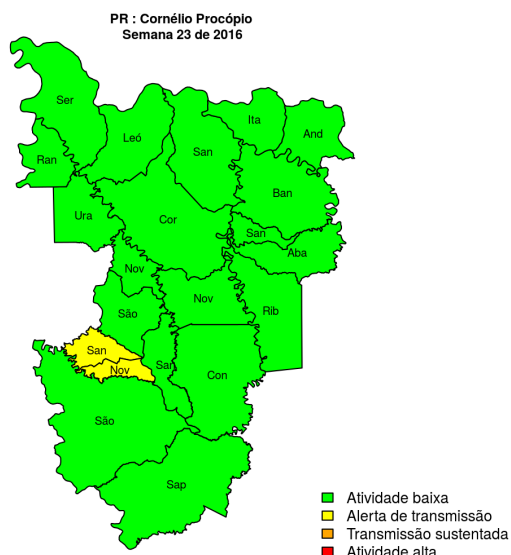 PR : Cornélio Procópio
Semana 23 de 2016
Ser
Leó
Ita
And
San
Ran
Ban
Ura
Cor
San
Aba
Nov
Nov
Rib
São
San
San
Nov
Con
São
Sap
Atividade baixa
Alerta de transmissão
Transmissão sustentada
Atividade alta